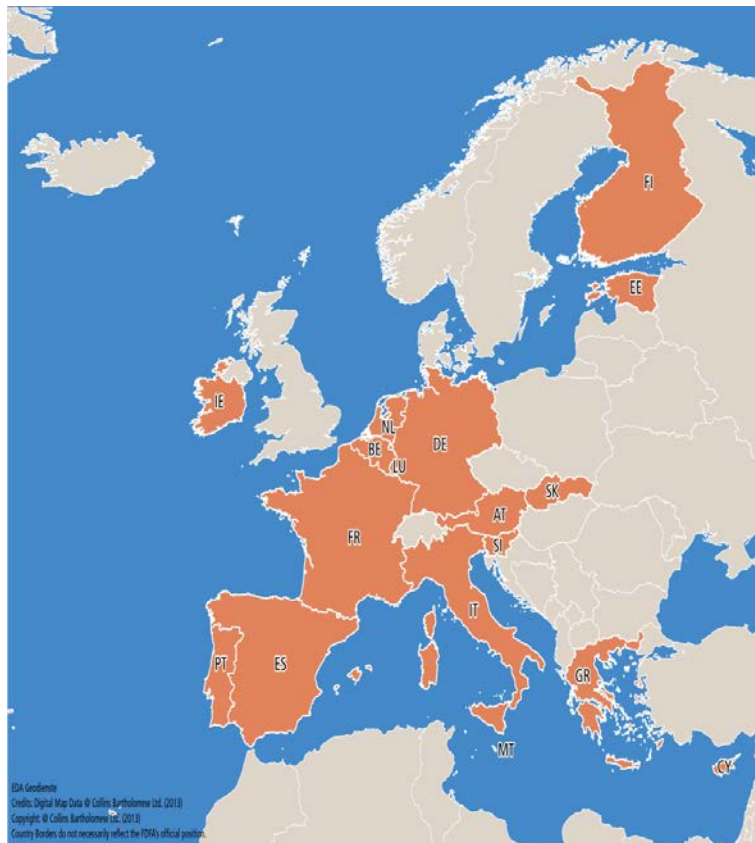 FI
EE
IE
NL
BE
DE
LU
SK
AT
FR
SI
IT
PT
ES
GR
MT
CY
EDA Geodienste
Credits: Digital Map Data @ Collins Bartholomew Ltd. (2013)
Copyright: @ Collins Bartholomew Ltd. (2013)
Country Borders do not necessarily reflect the FDFA's official position.